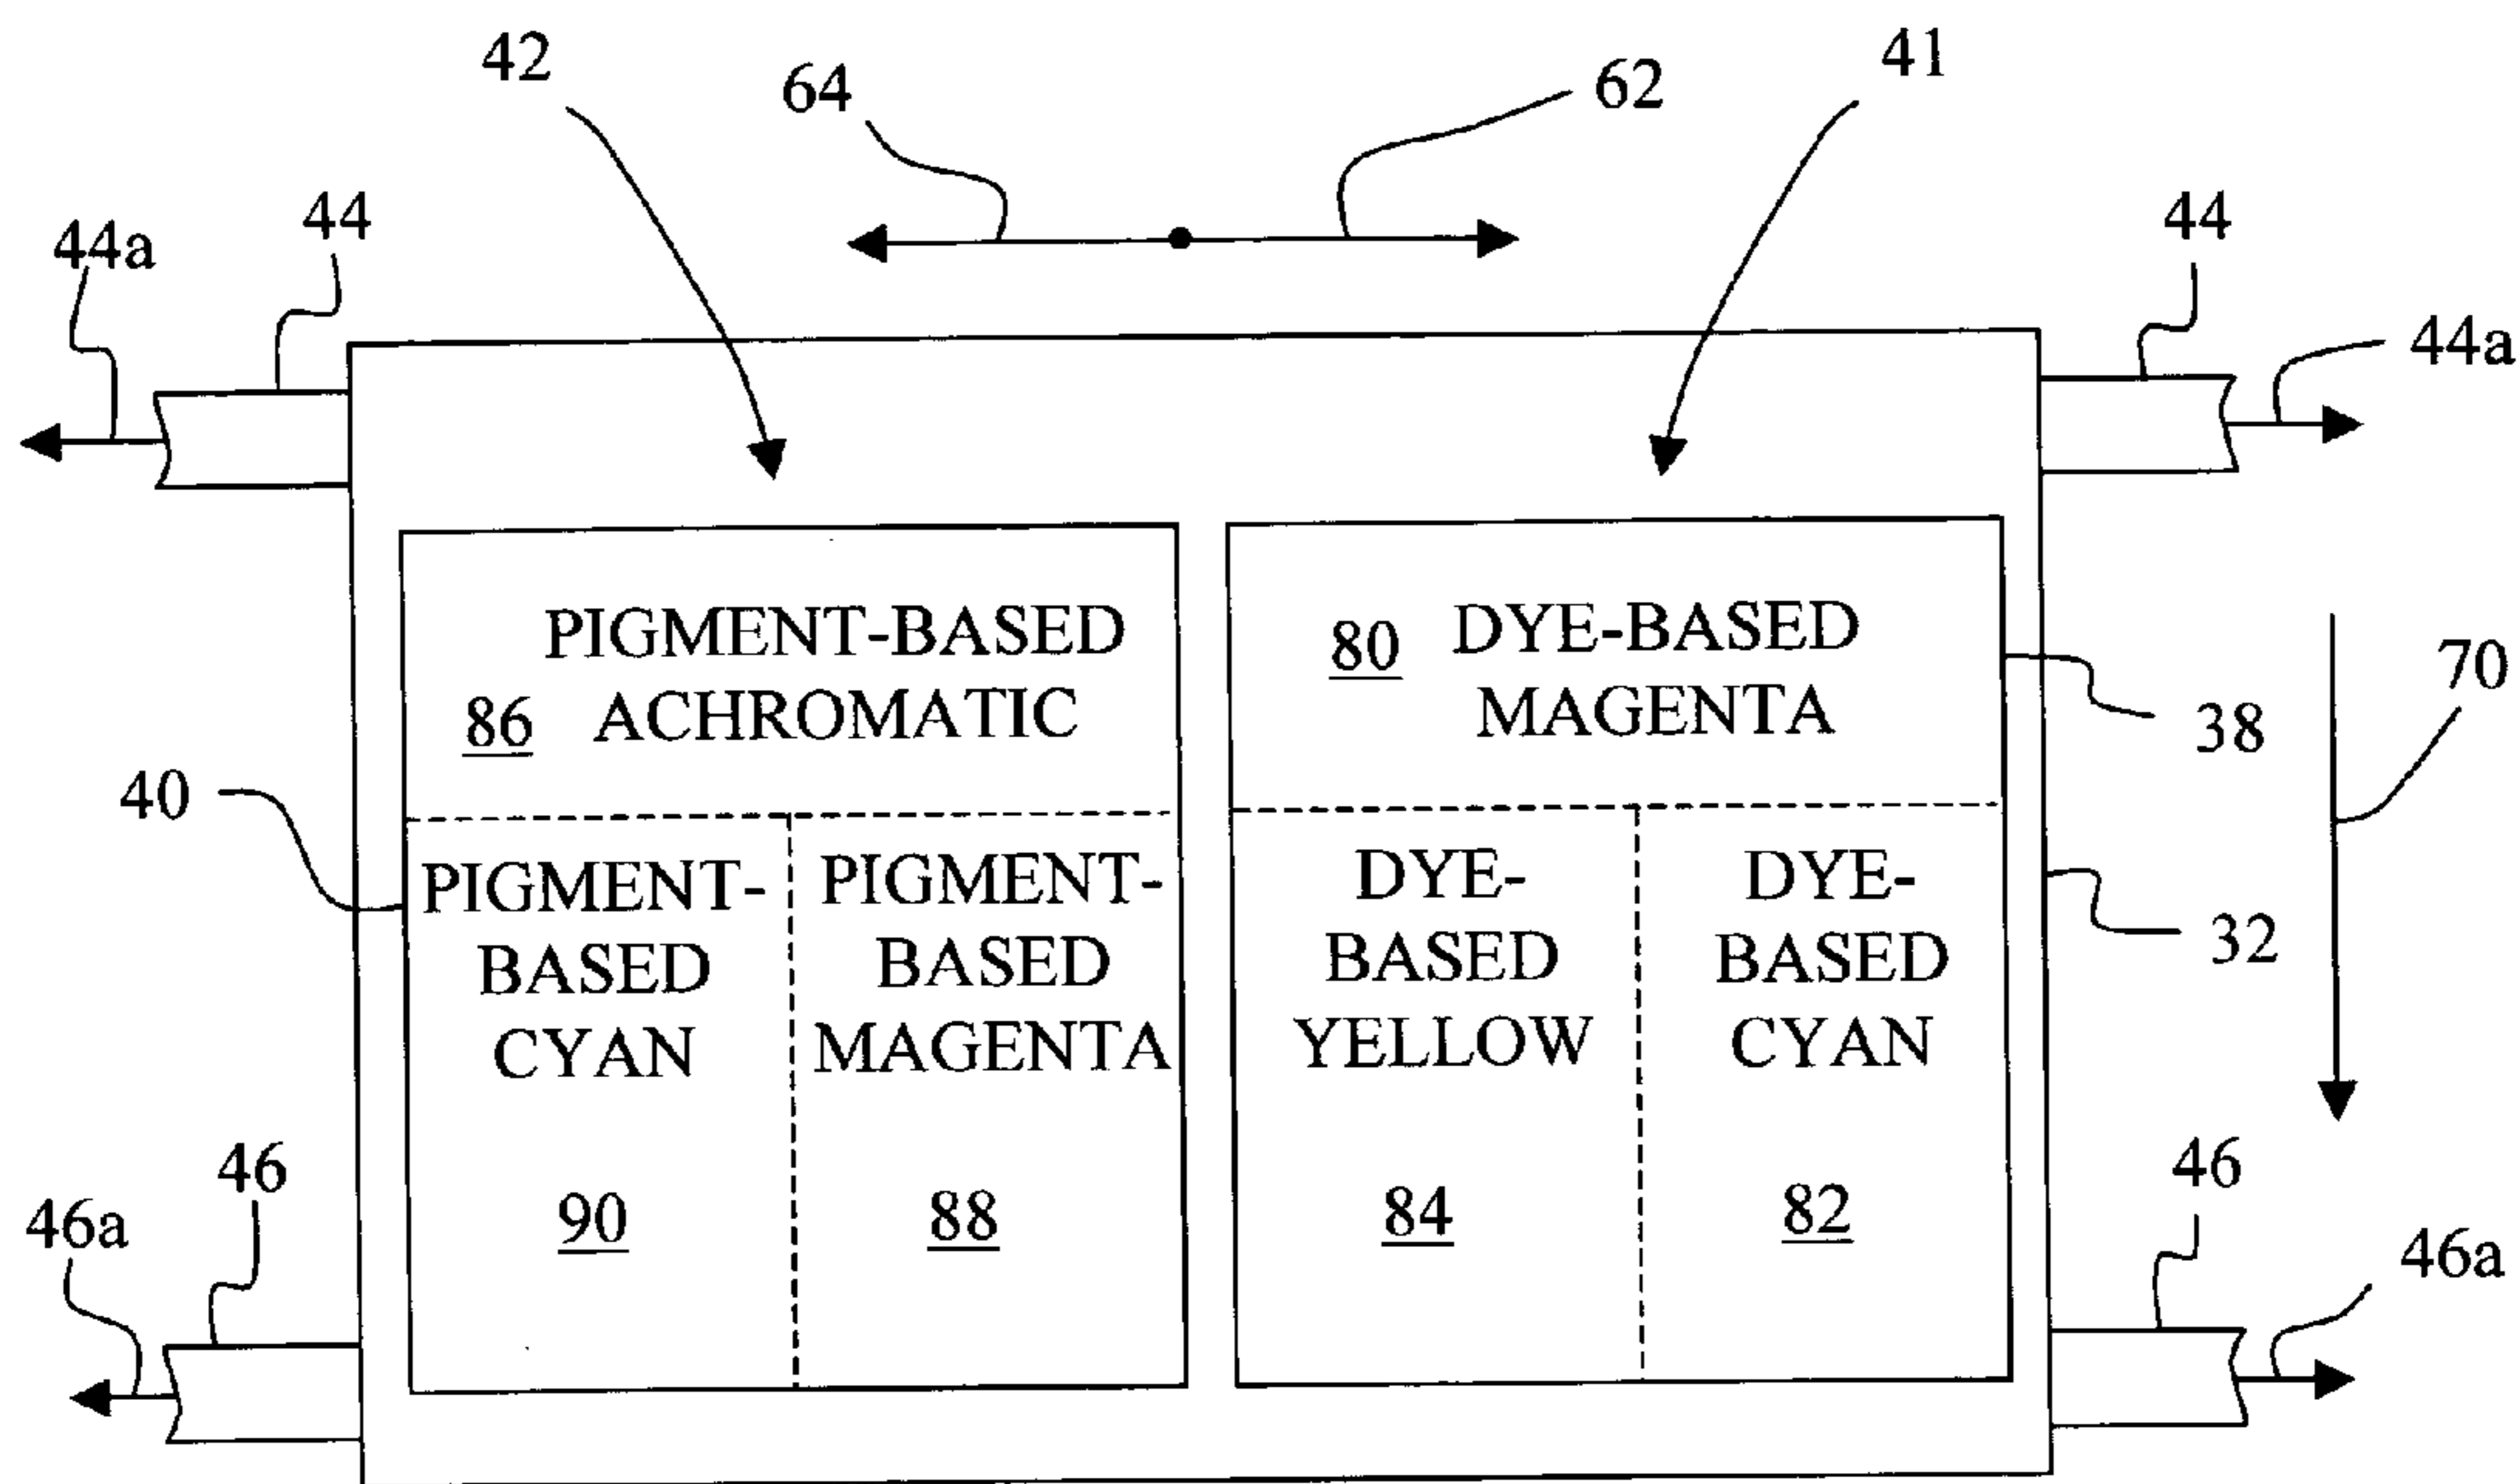 42
64
62
41
44a
44
44
44a
PIGMENT-BASED
86 ACHROMATIC
80 DYE-BASED
MAGENTA
70
38
40
PIGMENT-
BASED
CYAN
90
PIGMENT-
BASED
MAGENTA
88
DYE-
BASED
YELLOW
84
DYE-
BASED
CYAN
82
32
46
46a
46
46a